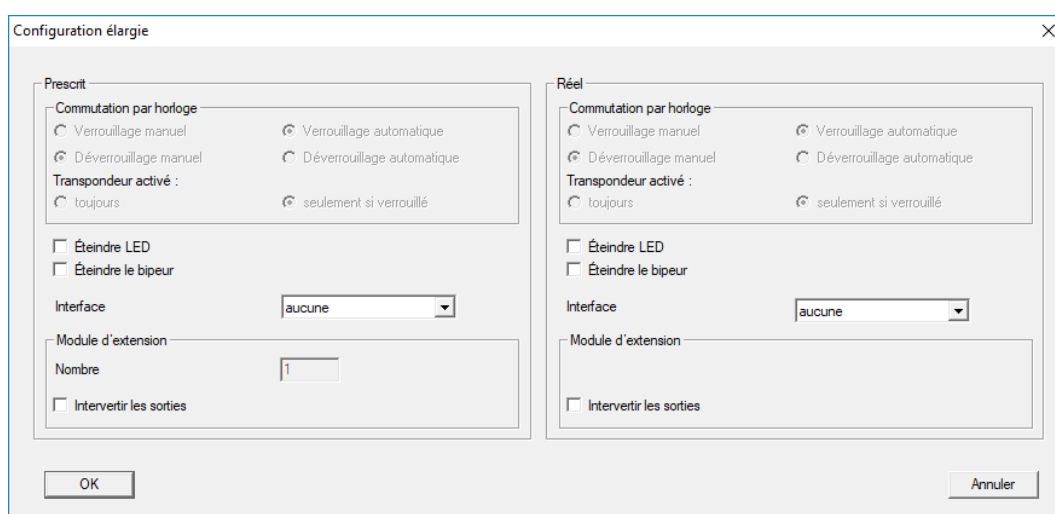 Configuration élargie
Prescrit
Commutation par horloge
Verrouillage manuel
Verrouillage automatique
Déverrouillage manuel
Déverrouillage automatique
Transpondeur activé :
toujours
seulement si verrouillé
Éteindre LED
Éteindre le bipeur
Interface
aucune
Module d'extension
Nombre
1
Intervertir les sorties
Réel
Commutation par horloge
Verrouillage manuel
Verrouillage automatique
Déverrouillage manuel
Déverrouillage automatique
Transpondeur activé :
toujours
seulement si verrouillé
Éteindre LED
Éteindre le bipeur
Interface
aucune
Module d'extension
Intervertir les sorties
OK
Annuler